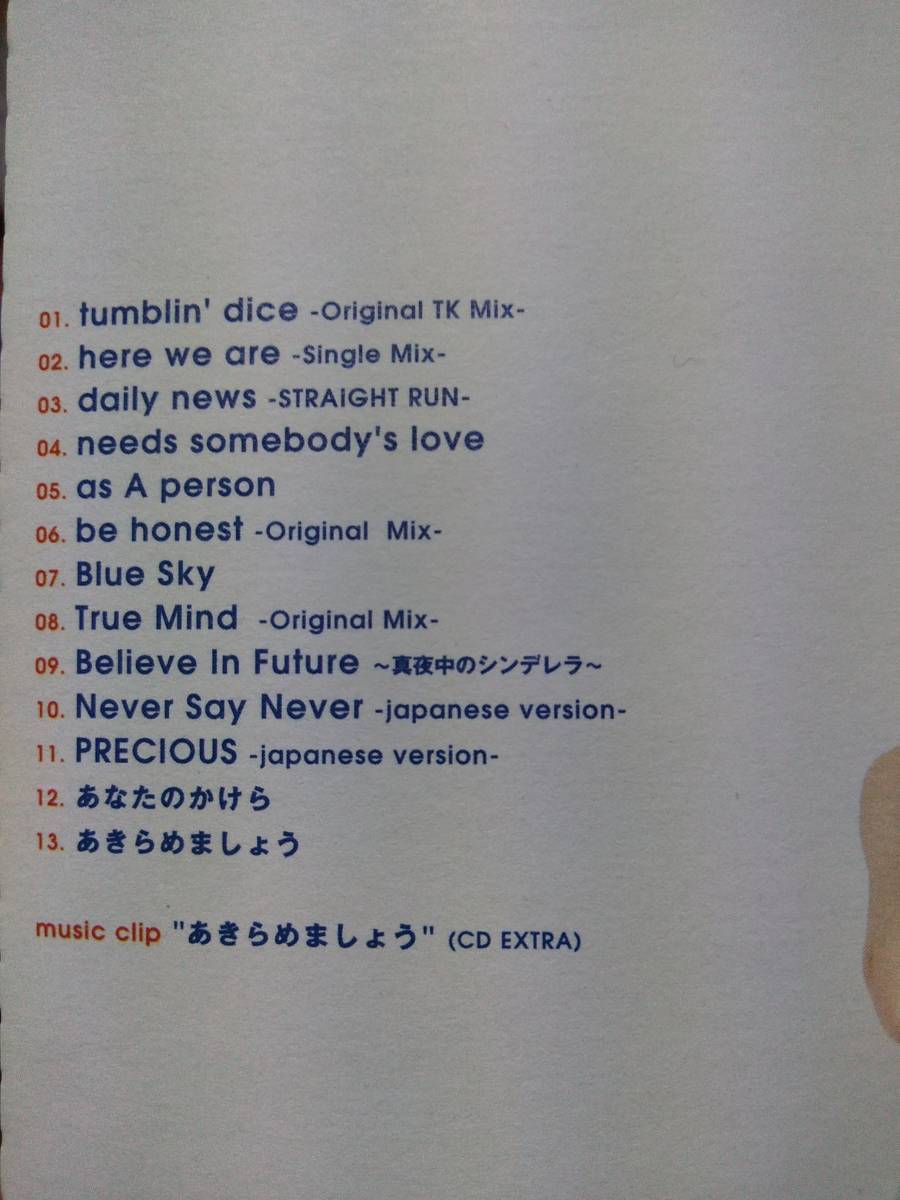 01. tumblin' dice -Original TK Mix-
02. here we are -Single Mix-
03. daily news -STRAIGHT RUN-
04. needs somebody's love
05. as A person
06. be honest -Original Mix-
07. Blue Sky
08. True Mind -Original Mix-
09. Believe In Future ～真夜中のシンデレラ～
10. Never Say Never -japanese version-
11. PRECIOUS -japanese version-
12. あなたのかけら
13. あきらめましょう
music clip "あきらめましょう" (CD EXTRA)